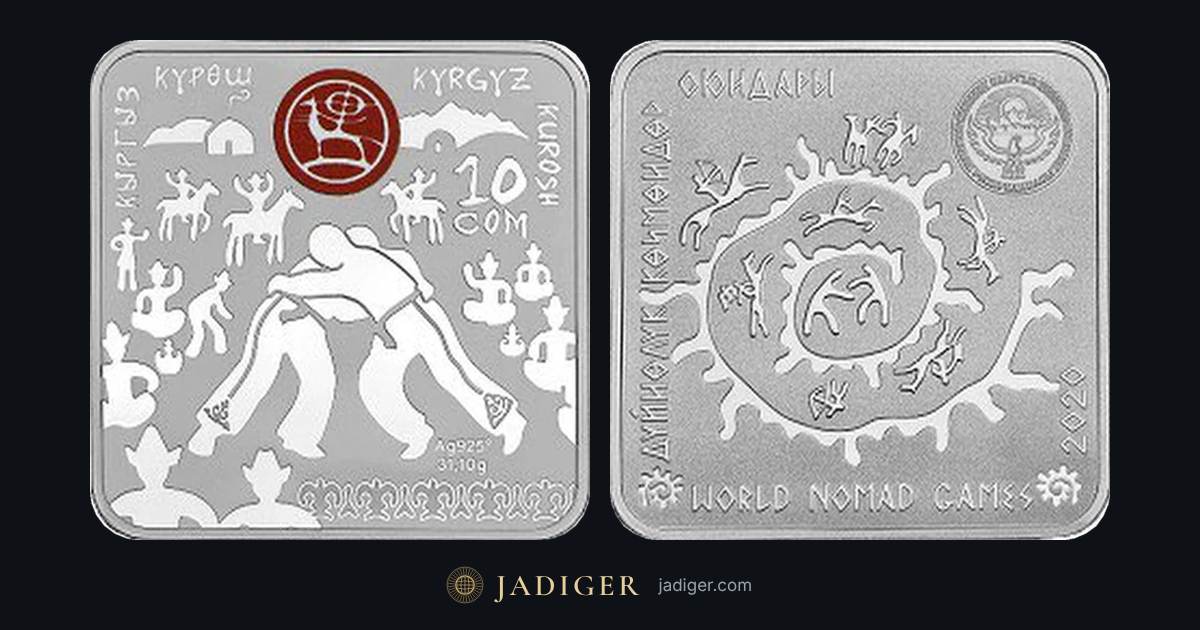 КҮРӨШ
KYRGYZ
КЫРГЫЗ
KUROSH
10
СОМ
Ag925°
31,10g
ОЮНДАРЫ
ДҮЙНӨЛҮК КӨЧМӨНДӨР
2020
WORLD NOMAD GAMES
JADIGER
jadiger.com